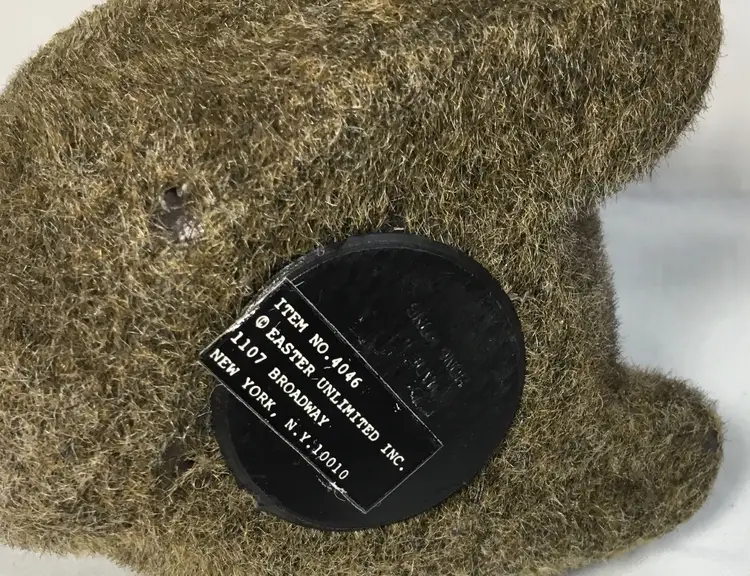 ITEM NO.4046
©EASTER UNLIMITED INC.
1107 BROADWAY
NEW YORK, N.Y.10010